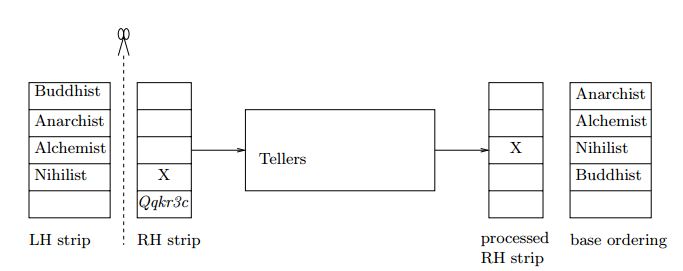 Buddhist
Anarchist
Alchemist
Nihilist
LH strip
X
Qqkr3c
RH strip
Tellers
X
processed
RH strip
Anarchist
Alchemist
Nihilist
Buddhist
base ordering